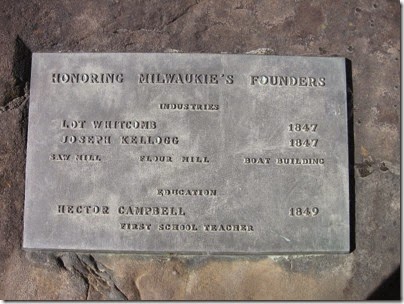 HONORING MILWAUKIE'S FOUNDERS
INDUSTRIES
LOT WHITCOMB 1847
JOSEPH KELLOGG 1847
SAW MILL FLOUR MILL BOAT BUILDING
EDUCATION
HECTOR CAMPBELL 1849
FIRST SCHOOL TEACHER